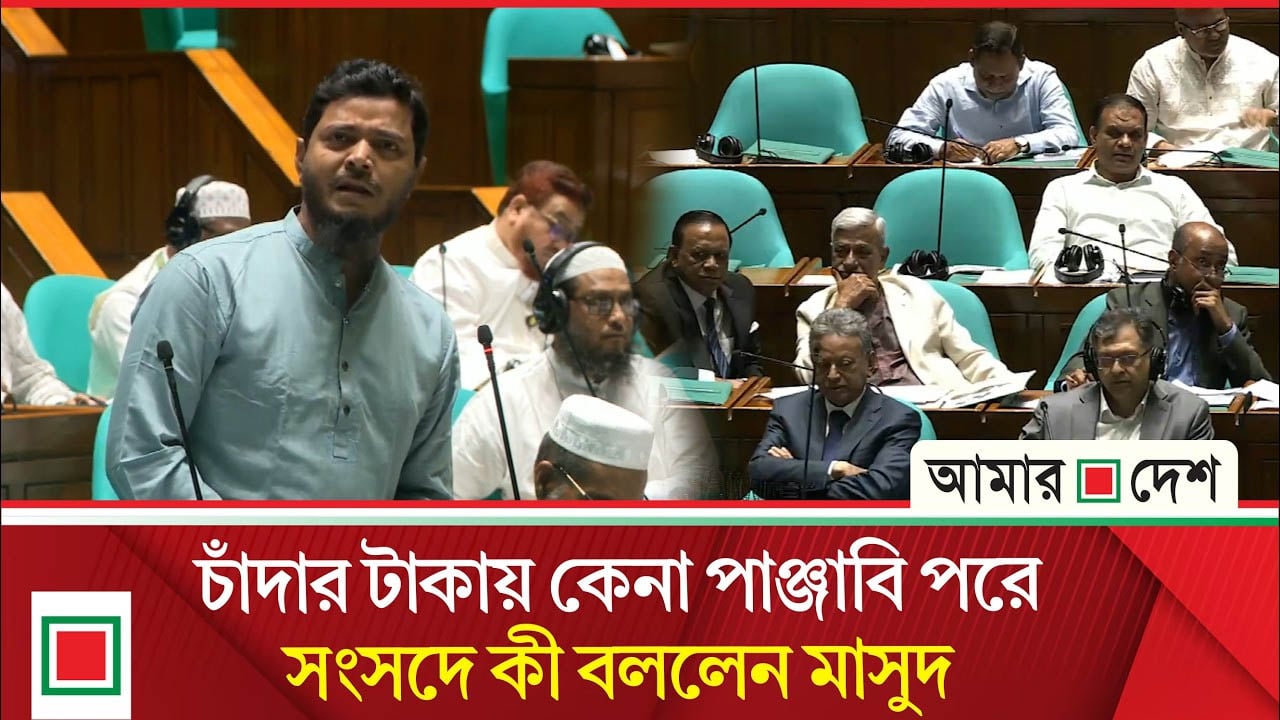 আমার দেশ
চাঁদার টাকায় কেনা পাঞ্জাবি পরে
সংসদে কী বললেন মাসুদ